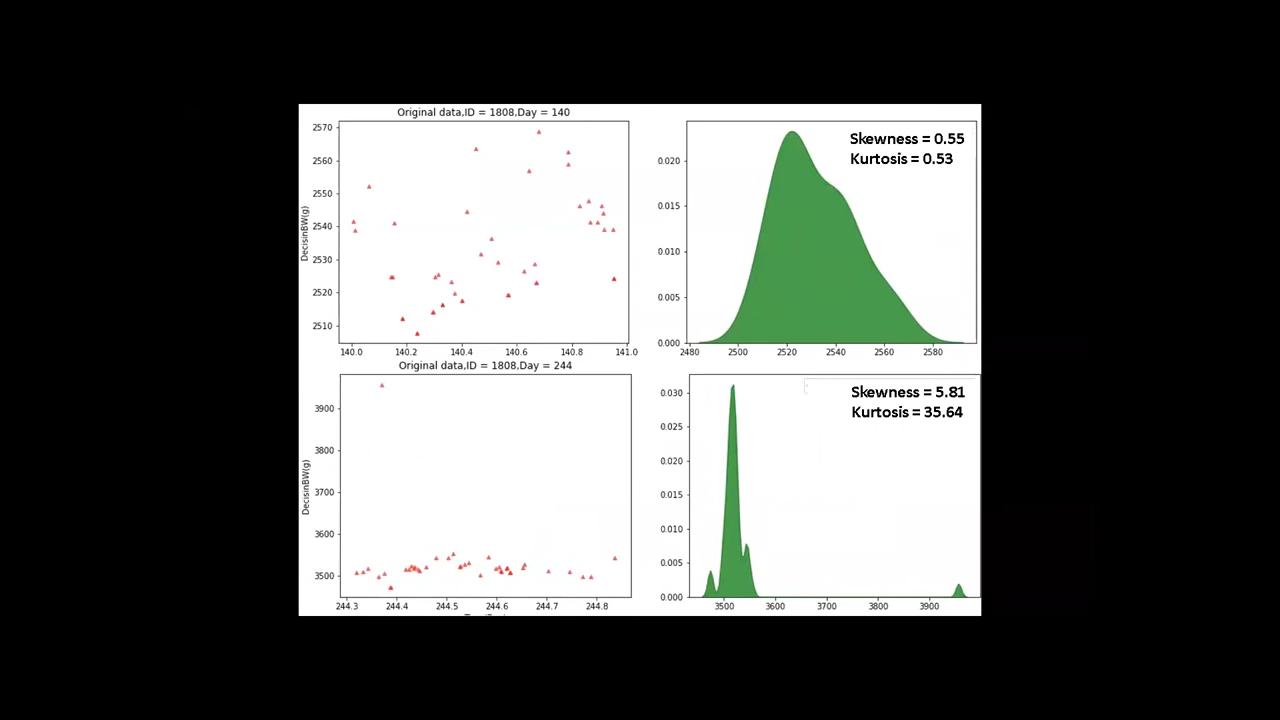 Original data,ID = 1808,Day = 140
DecisinBW(g)
2570
2560
2550
2540
2530
2520
2510
140.0 140.2 140.4 140.6 140.8 141.0
Skewness = 0.55
Kurtosis = 0.53
0.020
0.015
0.010
0.005
0.000
2480 2500 2520 2540 2560 2580
Original data,ID = 1808,Day = 244
DecisinBW(g)
3900
3800
3700
3600
3500
244.3 244.4 244.5 244.6 244.7 244.8
Skewness = 5.81
Kurtosis = 35.64
0.030
0.025
0.020
0.015
0.010
0.005
0.000
3500 3600 3700 3800 3900